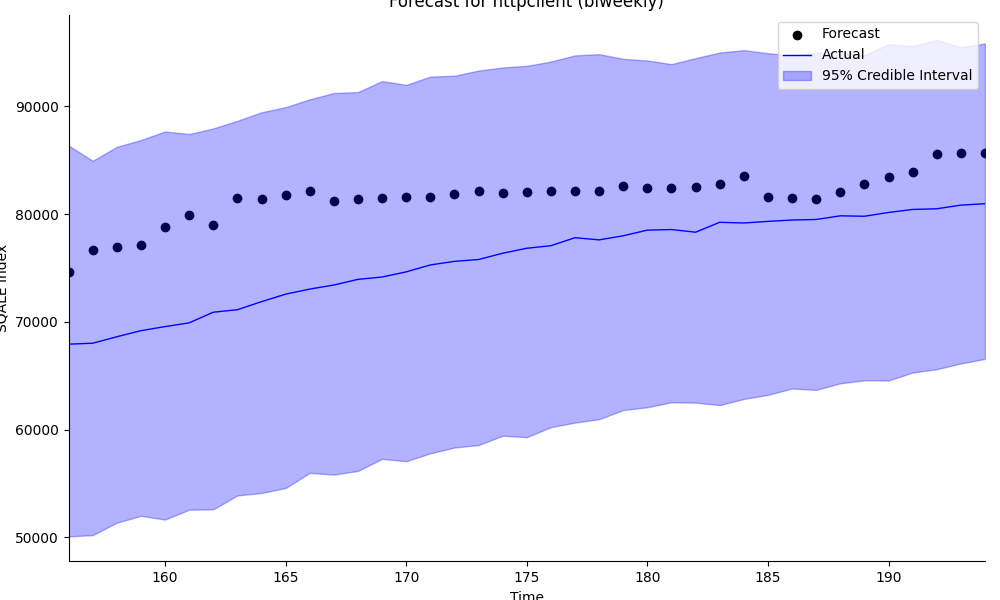 Forecast for httpclient (biweekly)
Forecast
Actual
95% Credible Interval
90000
80000
70000
60000
50000
SQALE Index
160 165 170 175 180 185 190
Time